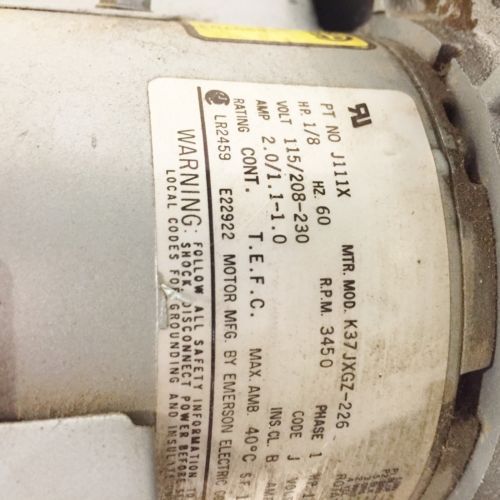 PT NO J111X MTR. MOD. K37JXGZ-226
HP. 1/8 HZ. 60 R.P.M. 3450 PHASE 1
VOLT 115/208-230 CODE J
AMP 2.0/1.1-1.0 INS.CL. B
RATING CONT. T.E.F.C. MAX.AMB. 40°C SF
LR2459 E22922 MOTOR MFG. BY EMERSON ELECTRIC
WARNING: FOLLOW ALL SAFETY INFORMATION
SHOCK, DISCONNECT POWER BEFORE
LOCAL CODES FOR GROUNDING AND